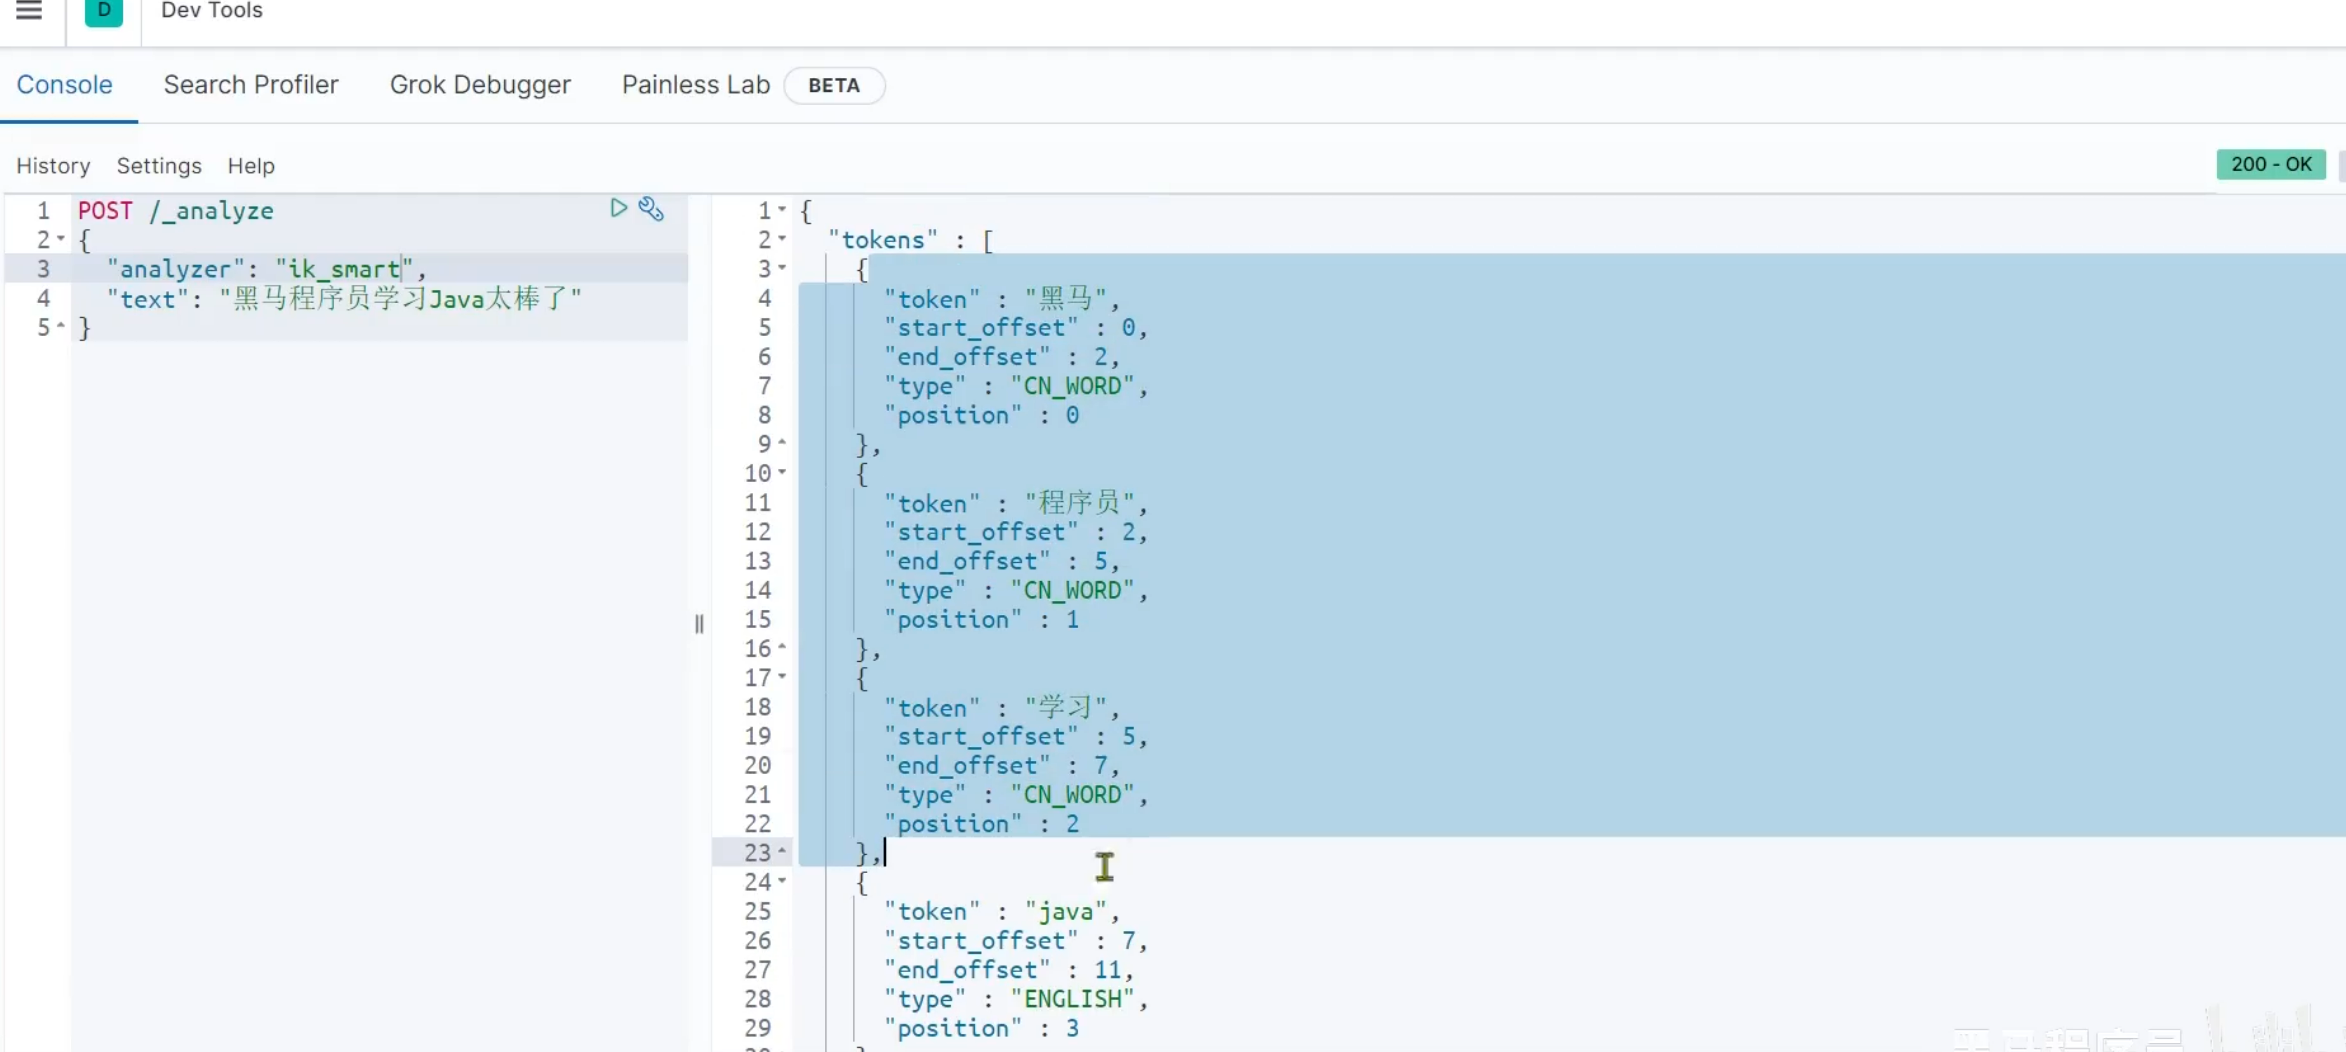 D Dev Tools
Console Search Profiler Grok Debugger Painless Lab BETA
History Settings Help 200 - OK
1 POST /_analyze
2 {
3 "analyzer": "ik_smart",
4 "text": "黑马程序员学习Java太棒了"
5 }
1 {
2 "tokens" : [
3 {
4 "token" : "黑马",
5 "start_offset" : 0,
6 "end_offset" : 2,
7 "type" : "CN_WORD",
8 "position" : 0
9 },
10 {
11 "token" : "程序员",
12 "start_offset" : 2,
13 "end_offset" : 5,
14 "type" : "CN_WORD",
15 "position" : 1
16 },
17 {
18 "token" : "学习",
19 "start_offset" : 5,
20 "end_offset" : 7,
21 "type" : "CN_WORD",
22 "position" : 2
23 },
24 {
25 "token" : "java",
26 "start_offset" : 7,
27 "end_offset" : 11,
28 "type" : "ENGLISH",
29 "position" : 3